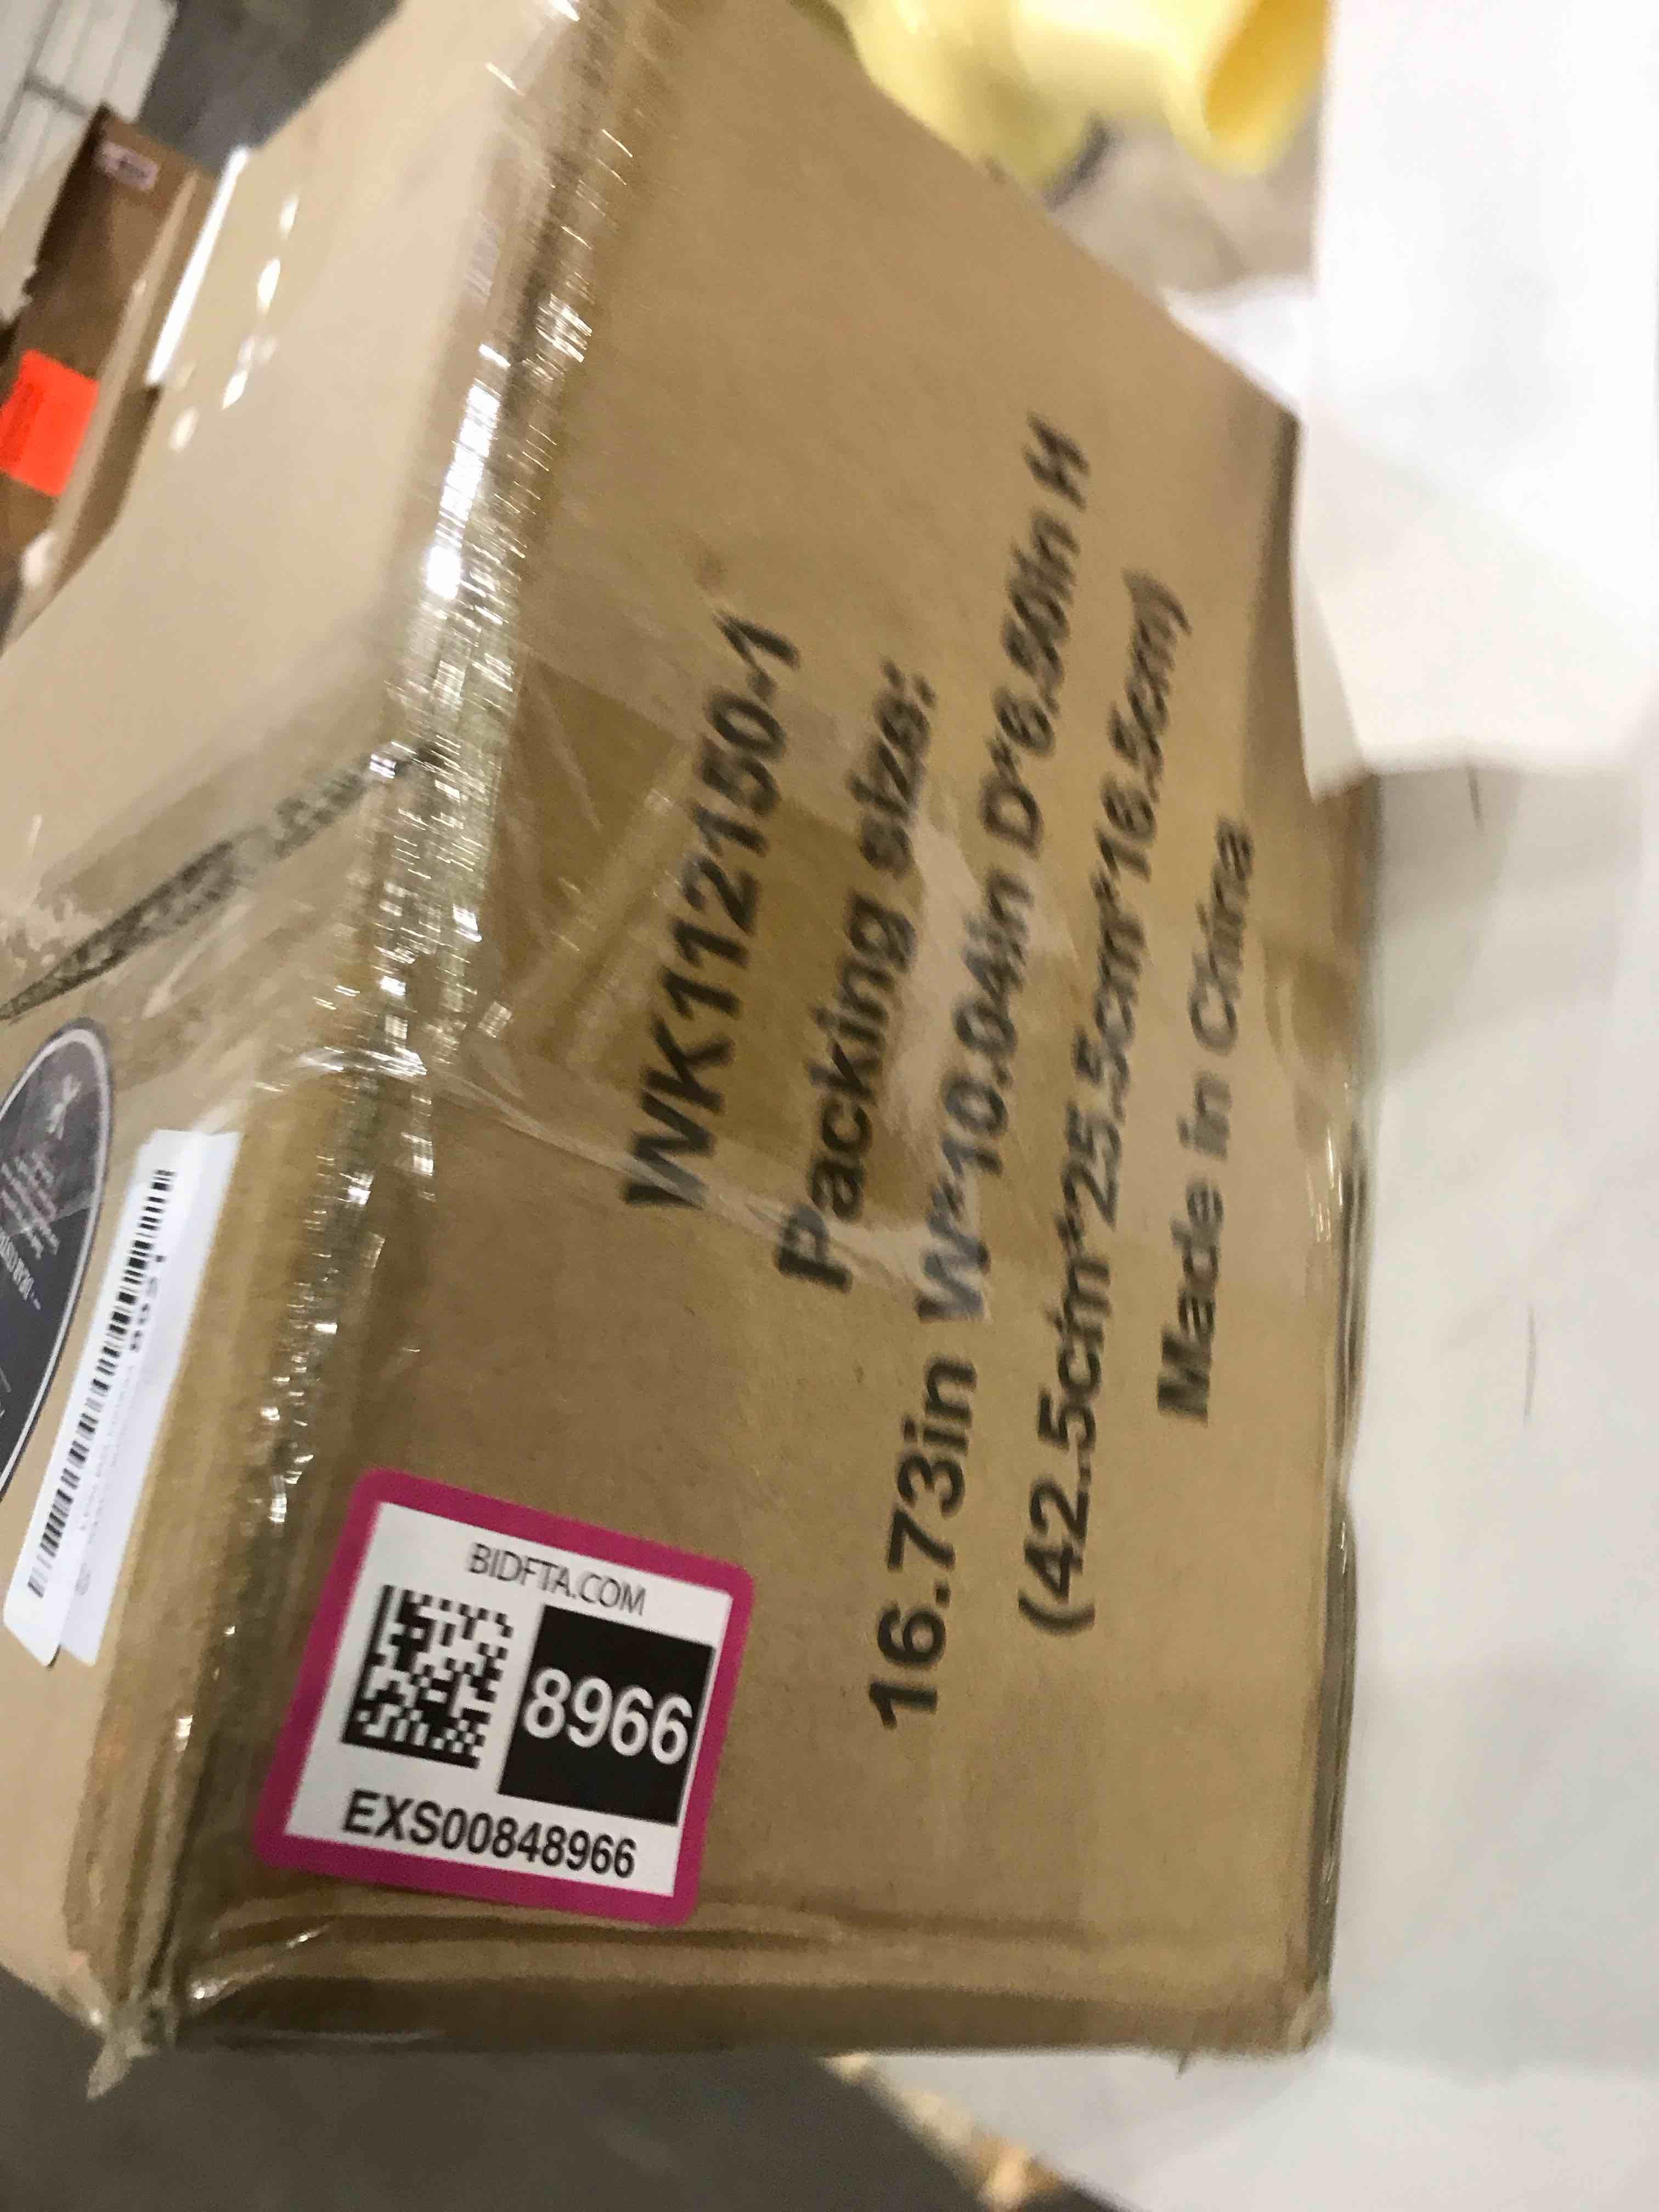 WK112150-1
Packing size:
16.73in W*10.04in D*6.50in H
(42.5cm*25.5cm*16.5cm)
Made in China
BIDFTA.COM
8966
EXS00848966